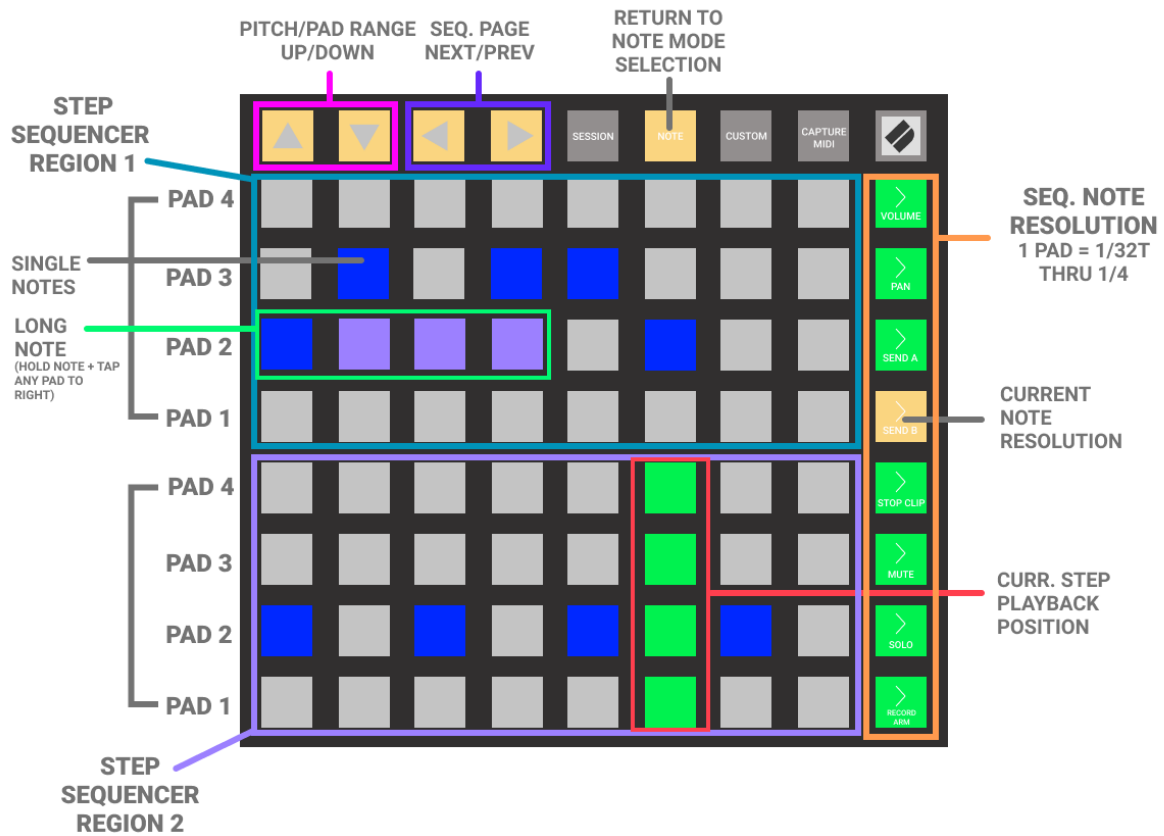 PITCH/PAD RANGE
UP/DOWN
SEQ. PAGE
NEXT/PREV
RETURN TO
NOTE MODE
SELECTION
STEP
SEQUENCER
REGION 1
SESSION
NOTE
CUSTOM
CAPTURE
MIDI
PAD 4
VOLUME
SEQ. NOTE
RESOLUTION
1 PAD = 1/32T
THRU 1/4
SINGLE
NOTES
PAD 3
PAN
LONG
NOTE
(HOLD NOTE + TAP
ANY PAD TO
RIGHT)
PAD 2
SEND A
PAD 1
SEND B
CURRENT
NOTE
RESOLUTION
PAD 4
STOP CLIP
PAD 3
MUTE
CURR. STEP
PLAYBACK
POSITION
PAD 2
SOLO
PAD 1
RECORD
ARM
STEP
SEQUENCER
REGION 2